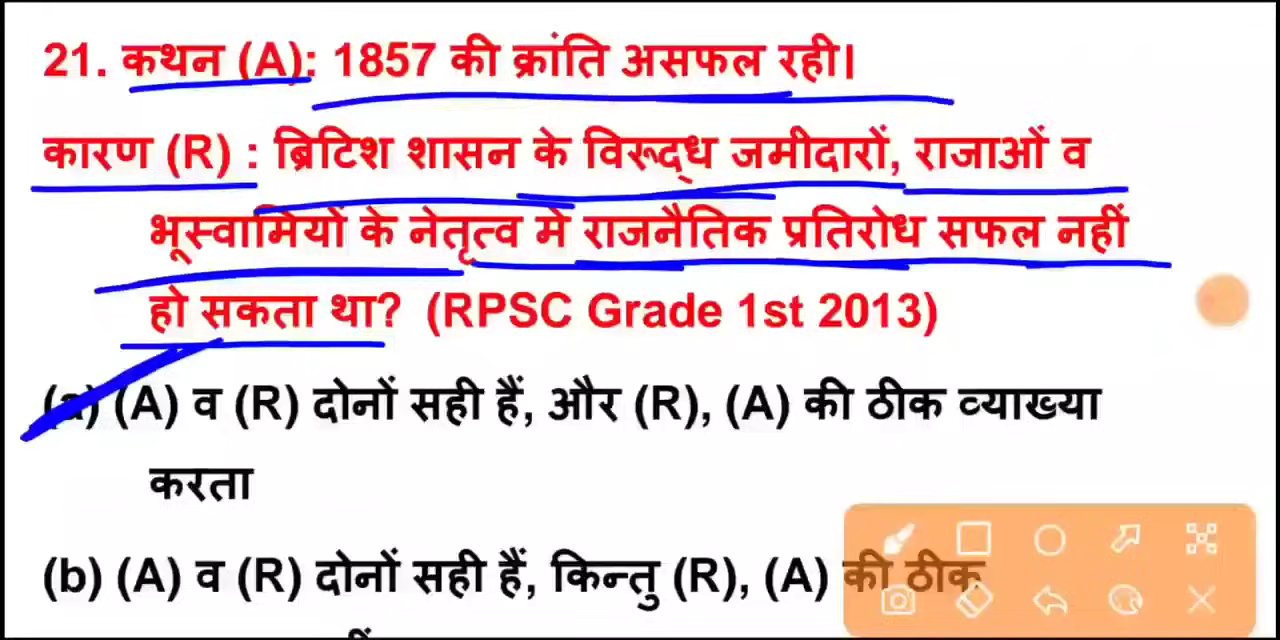 21. कथन (A): 1857 की क्रांति असफल रही।
कारण (R) : ब्रिटिश शासन के विरूद्ध जमीदारों, राजाओं व
भूस्वामियों के नेतृत्व मे राजनैतिक प्रतिरोध सफल नहीं
हो सकता था? (RPSC Grade 1st 2013)
(a) (A) व (R) दोनों सही हैं, और (R), (A) की ठीक व्याख्या
करता
(b) (A) व (R) दोनों सही हैं, किन्तु (R), (A) की ठीक